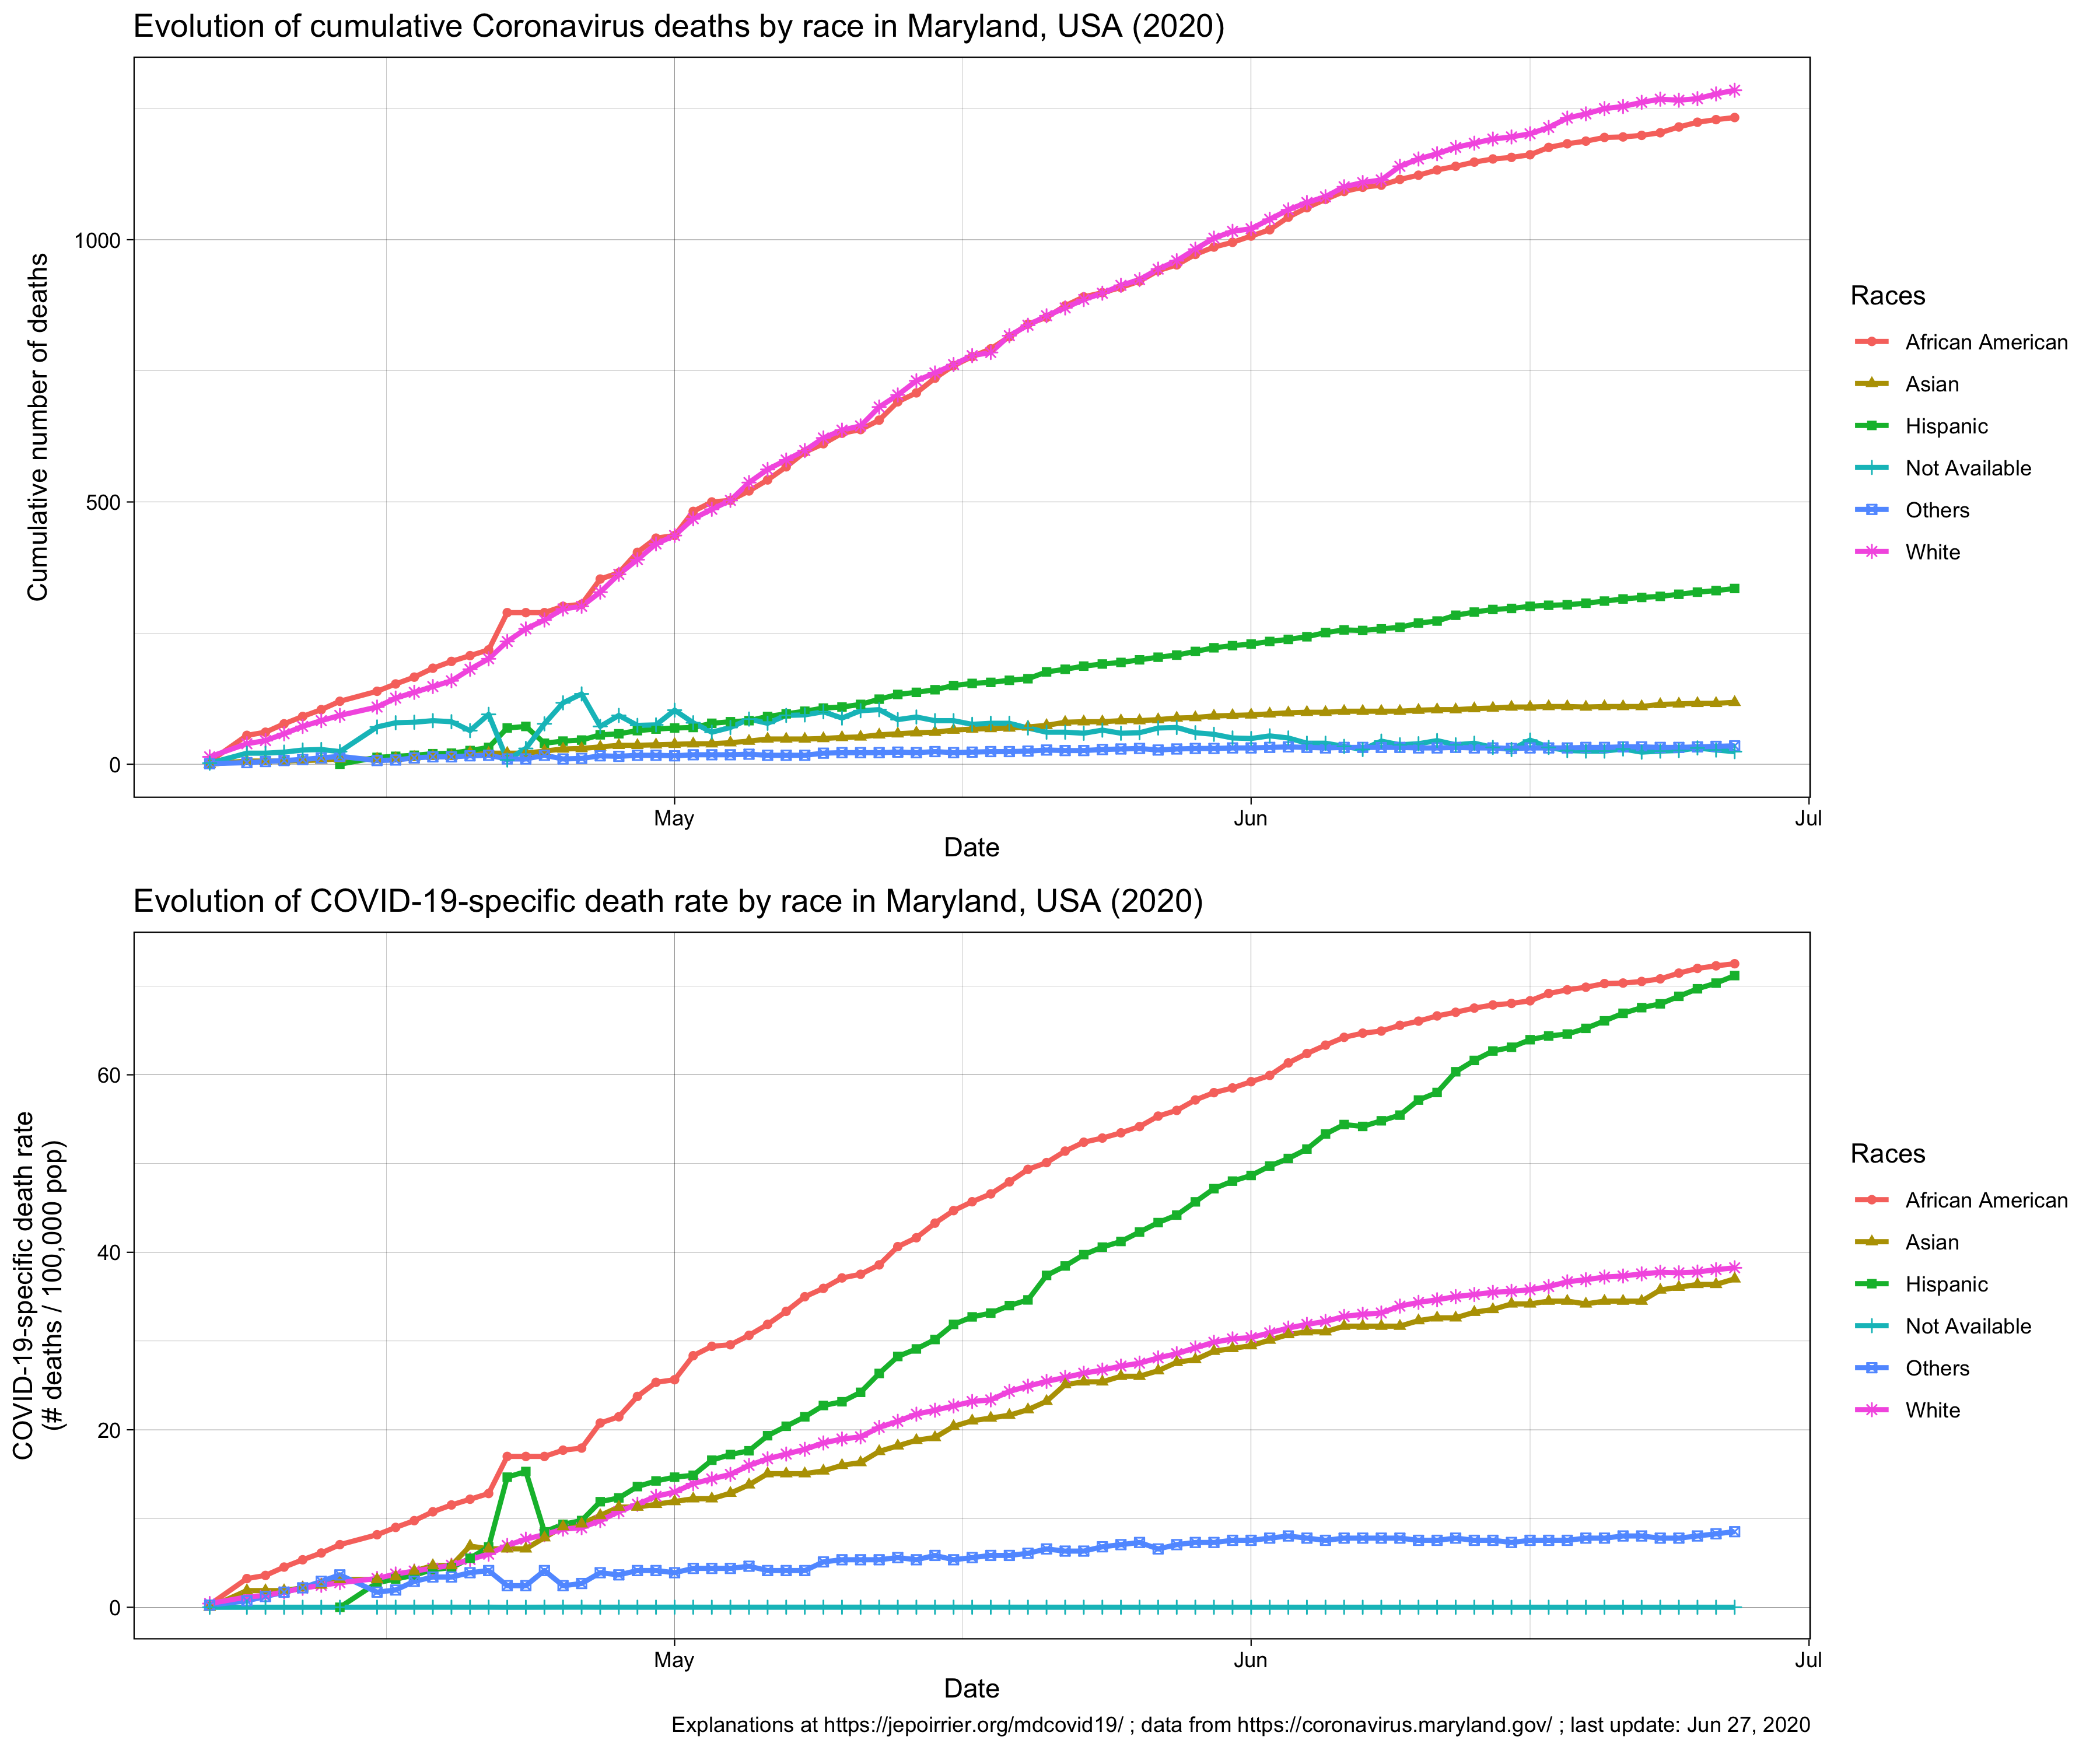 Evolution of cumulative Coronavirus deaths by race in Maryland, USA (2020)
Cumulative number of deaths
1000
500
0
May
Jun
Jul
Date
Races
African American
Asian
Hispanic
Not Available
Others
White
Evolution of COVID-19-specific death rate by race in Maryland, USA (2020)
COVID-19-specific death rate
(# deaths / 100,000 pop)
60
40
20
0
May
Jun
Jul
Date
Races
African American
Asian
Hispanic
Not Available
Others
White
Explanations at https://jepoirrier.org/mdcovid19/ ; data from https://coronavirus.maryland.gov/ ; last update: Jun 27, 2020